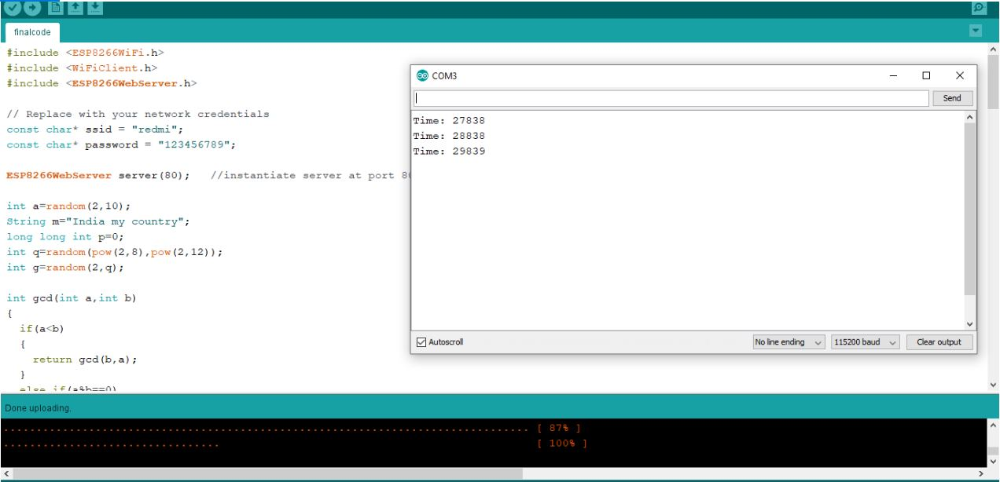 finalcode
#include <ESP8266WiFi.h>
#include <WiFiClient.h>
#include <ESP8266WebServer.h>
// Replace with your network credentials
const char* ssid = "redmi";
const char* password = "123456789";
ESP8266WebServer server(80);   //instantiate server at port 80
int a=random(2,10);
String m="India my country";
long long int p=0;
int q=random(pow(2,8),pow(2,12));
int g=random(2,q);
int gcd(int a,int b)
{
  if(a<b)
  {
    return gcd(b,a);
  }
  else if(a%b==0)
COM3
Send
Time: 27838
Time: 28838
Time: 29839
Autoscroll
No line ending
115200 baud
Clear output
Done uploading.
................................................................................ [ 87% ]
................................. [ 100% ]